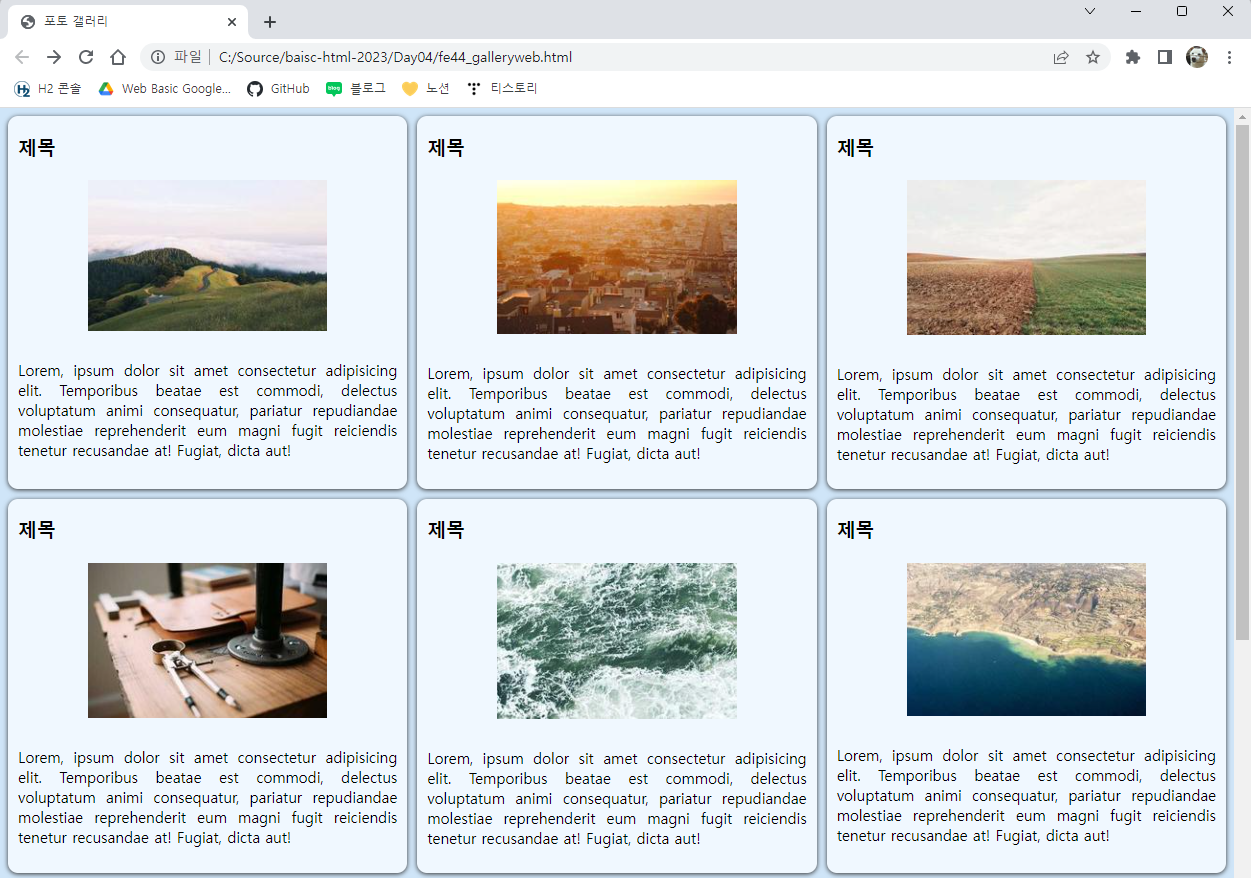 포토 갤러리
파일 C:/Source/baisc-html-2023/Day04/fe44_galleryweb.html
H2 콘솔 Web Basic Google... GitHub 블로그 노션 티스토리
제목
Lorem, ipsum dolor sit amet consectetur adipisicing
elit. Temporibus beatae est commodi, delectus
voluptatum animi consequatur, pariatur repudiandae
molestiae reprehenderit eum magni fugit reiciendis
tenetur recusandae at! Fugiat, dicta aut!
제목
Lorem, ipsum dolor sit amet consectetur adipisicing
elit. Temporibus beatae est commodi, delectus
voluptatum animi consequatur, pariatur repudiandae
molestiae reprehenderit eum magni fugit reiciendis
tenetur recusandae at! Fugiat, dicta aut!
제목
Lorem, ipsum dolor sit amet consectetur adipisicing
elit. Temporibus beatae est commodi, delectus
voluptatum animi consequatur, pariatur repudiandae
molestiae reprehenderit eum magni fugit reiciendis
tenetur recusandae at! Fugiat, dicta aut!
제목
Lorem, ipsum dolor sit amet consectetur adipisicing
elit. Temporibus beatae est commodi, delectus
voluptatum animi consequatur, pariatur repudiandae
molestiae reprehenderit eum magni fugit reiciendis
tenetur recusandae at! Fugiat, dicta aut!
제목
Lorem, ipsum dolor sit amet consectetur adipisicing
elit. Temporibus beatae est commodi, delectus
voluptatum animi consequatur, pariatur repudiandae
molestiae reprehenderit eum magni fugit reiciendis
tenetur recusandae at! Fugiat, dicta aut!
제목
Lorem, ipsum dolor sit amet consectetur adipisicing
elit. Temporibus beatae est commodi, delectus
voluptatum animi consequatur, pariatur repudiandae
molestiae reprehenderit eum magni fugit reiciendis
tenetur recusandae at! Fugiat, dicta aut!